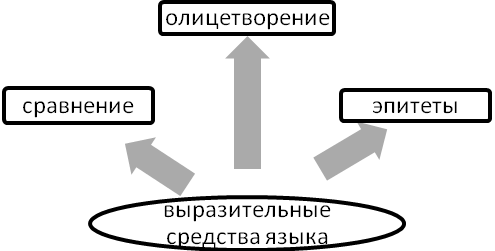 олицетворение
сравнение
эпитеты
выразительные
средства языка